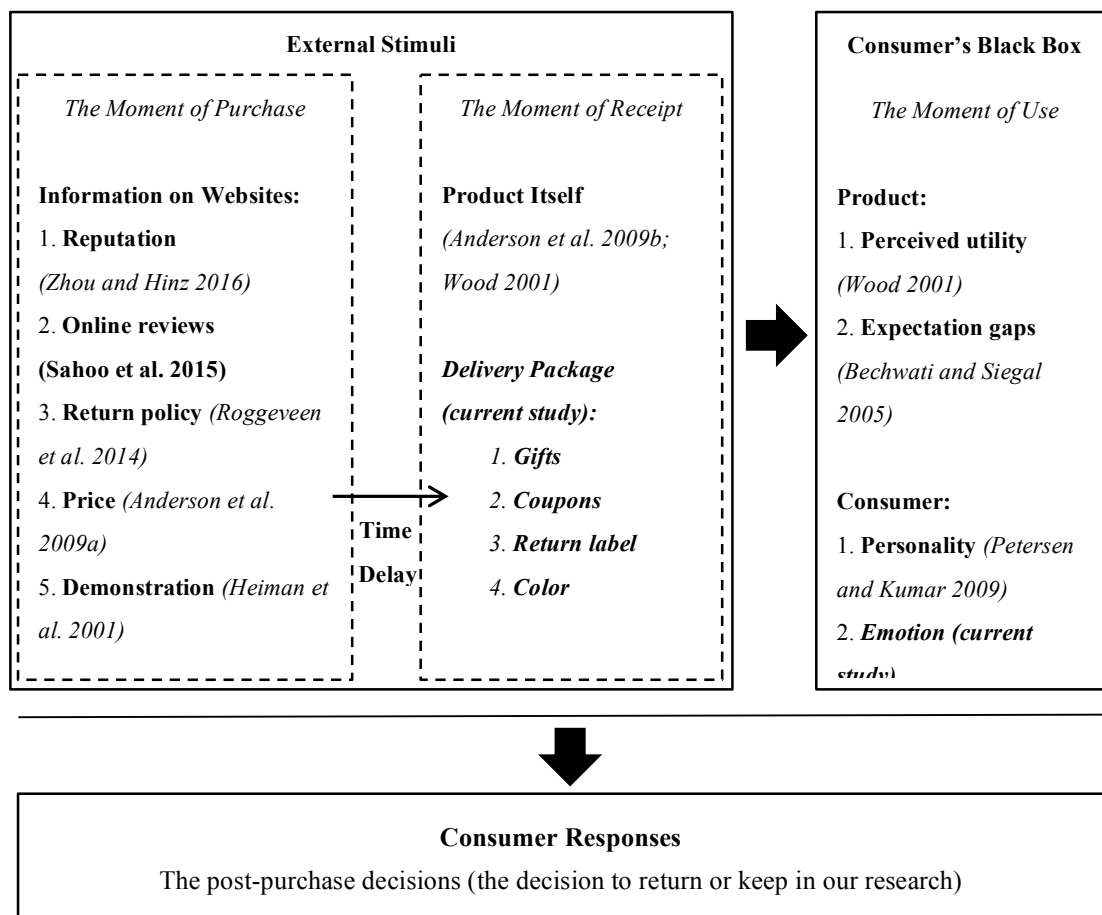 External Stimuli
The Moment of Purchase
Information on Websites:
1. Reputation
(Zhou and Hinz 2016)
2. Online reviews
(Sahoo et al. 2015)
3. Return policy (Roggeveen
et al. 2014)
4. Price (Anderson et al.
2009a)
5. Demonstration (Heiman et
al. 2001)
Time
Delay
The Moment of Receipt
Product Itself
(Anderson et al. 2009b;
Wood 2001)
Delivery Package
(current study):
1. Gifts
2. Coupons
3. Return label
4. Color
Consumer’s Black Box
The Moment of Use
Product:
1. Perceived utility
(Wood 2001)
2. Expectation gaps
(Bechwati and Siegal
2005)
Consumer:
1. Personality (Petersen
and Kumar 2009)
2. Emotion (current
study)
Consumer Responses
The post-purchase decisions (the decision to return or keep in our research)